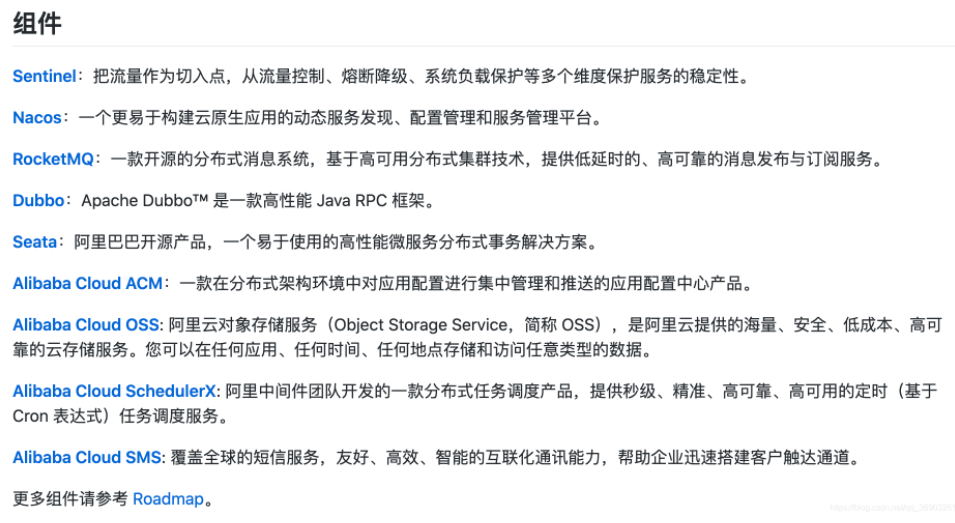 组件
Sentinel：把流量作为切入点，从流量控制、熔断降级、系统负载保护等多个维度保护服务的稳定性。
Nacos：一个更易于构建云原生应用的动态服务发现、配置管理和服务管理平台。
RocketMQ：一款开源的分布式消息系统，基于高可用分布式集群技术，提供低延时的、高可靠的消息发布与订阅服务。
Dubbo：Apache Dubbo™ 是一款高性能 Java RPC 框架。
Seata：阿里巴巴开源产品，一个易于使用的高性能微服务分布式事务解决方案。
Alibaba Cloud ACM：一款在分布式架构环境中对应用配置进行集中管理和推送的应用配置中心产品。
Alibaba Cloud OSS: 阿里云对象存储服务（Object Storage Service，简称 OSS），是阿里云提供的海量、安全、低成本、高可
靠的云存储服务。您可以在任何应用、任何时间、任何地点存储和访问任意类型的数据。
Alibaba Cloud SchedulerX: 阿里中间件团队开发的一款分布式任务调度产品，提供秒级、精准、高可靠、高可用的定时（基于
Cron 表达式）任务调度服务。
Alibaba Cloud SMS: 覆盖全球的短信服务，友好、高效、智能的互联化通讯能力，帮助企业迅速搭建客户触达通道。
更多组件请参考 Roadmap。